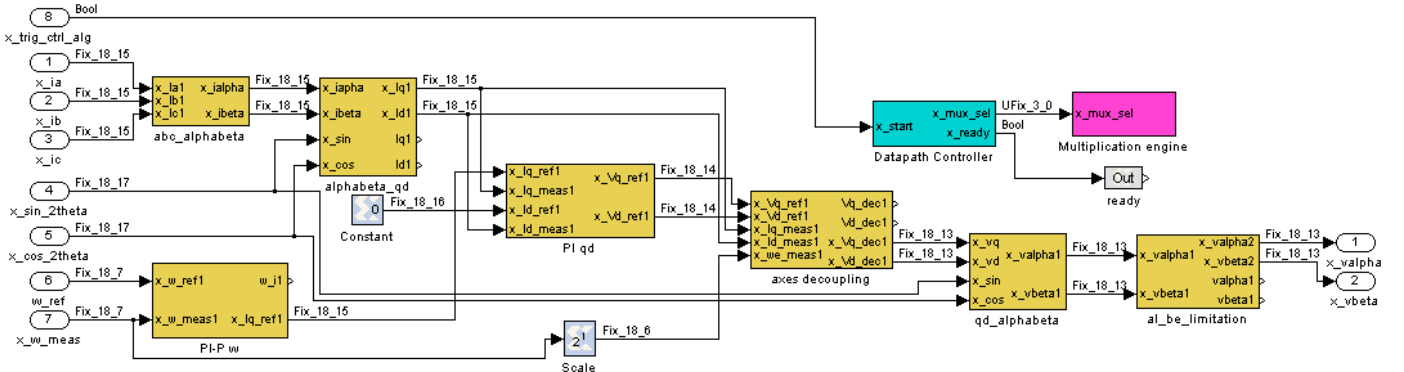 8
Bool
x_trig_ctrl_alg
1
Fix_18_15
x_ia
2
Fix_18_15
x_ib
3
Fix_18_15
x_ic
4
Fix_18_17
x_sin_2theta
5
Fix_18_17
x_cos_2theta
6
Fix_18_7
w_ref
7
Fix_18_7
x_w_meas
x_Ia1
x_Ib1
x_Ic1
x_ialpha
x_ibeta
abc_alphabeta
Fix_18_15
Fix_18_15
x_iapha
x_ibeta
x_sin
x_cos
x_Iq1
x_Id1
Iq1
Id1
alphabeta_qd
Fix_18_15
Fix_18_15
0
Constant
Fix_18_16
x_w_ref1
x_w_meas1
w_i1
x_Iq_ref1
PI-P w
Fix_18_15
x_Iq_ref1
x_Iq_meas1
x_Id_ref1
x_Id_meas1
x_Vq_ref1
x_Vd_ref1
PI qd
Fix_18_14
Fix_18_14
2^1
Scale
Fix_18_6
x_Vq_ref1
x_Vd_ref1
x_Iq_meas1
x_Id_meas1
x_we_meas1
Vq_dec1
Vd_dec1
x_Vq_dec1
x_Vd_dec1
axes decoupling
Fix_18_13
Fix_18_13
x_start
x_mux_sel
x_ready
Datapath Controller
UFix_3_0
Bool
x_mux_sel
Multiplication engine
Out
ready
x_vq
x_vd
x_sin
x_cos
x_valpha1
x_vbeta1
qd_alphabeta
Fix_18_13
Fix_18_13
x_valpha1
x_vbeta1
x_valpha2
x_vbeta2
valpha1
vbeta1
al_be_limitation
Fix_18_13
Fix_18_13
1
x_valpha
2
x_vbeta